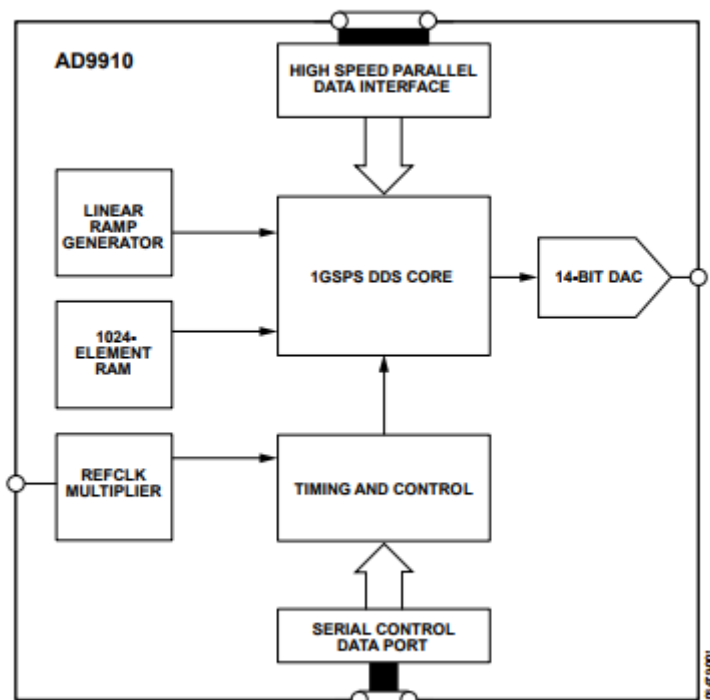 AD9910
HIGH SPEED PARALLEL
DATA INTERFACE
LINEAR
RAMP
GENERATOR
1GSPS DDS CORE
14-BIT DAC
1024-
ELEMENT
RAM
REFCLK
MULTIPLIER
TIMING AND CONTROL
SERIAL CONTROL
DATA PORT